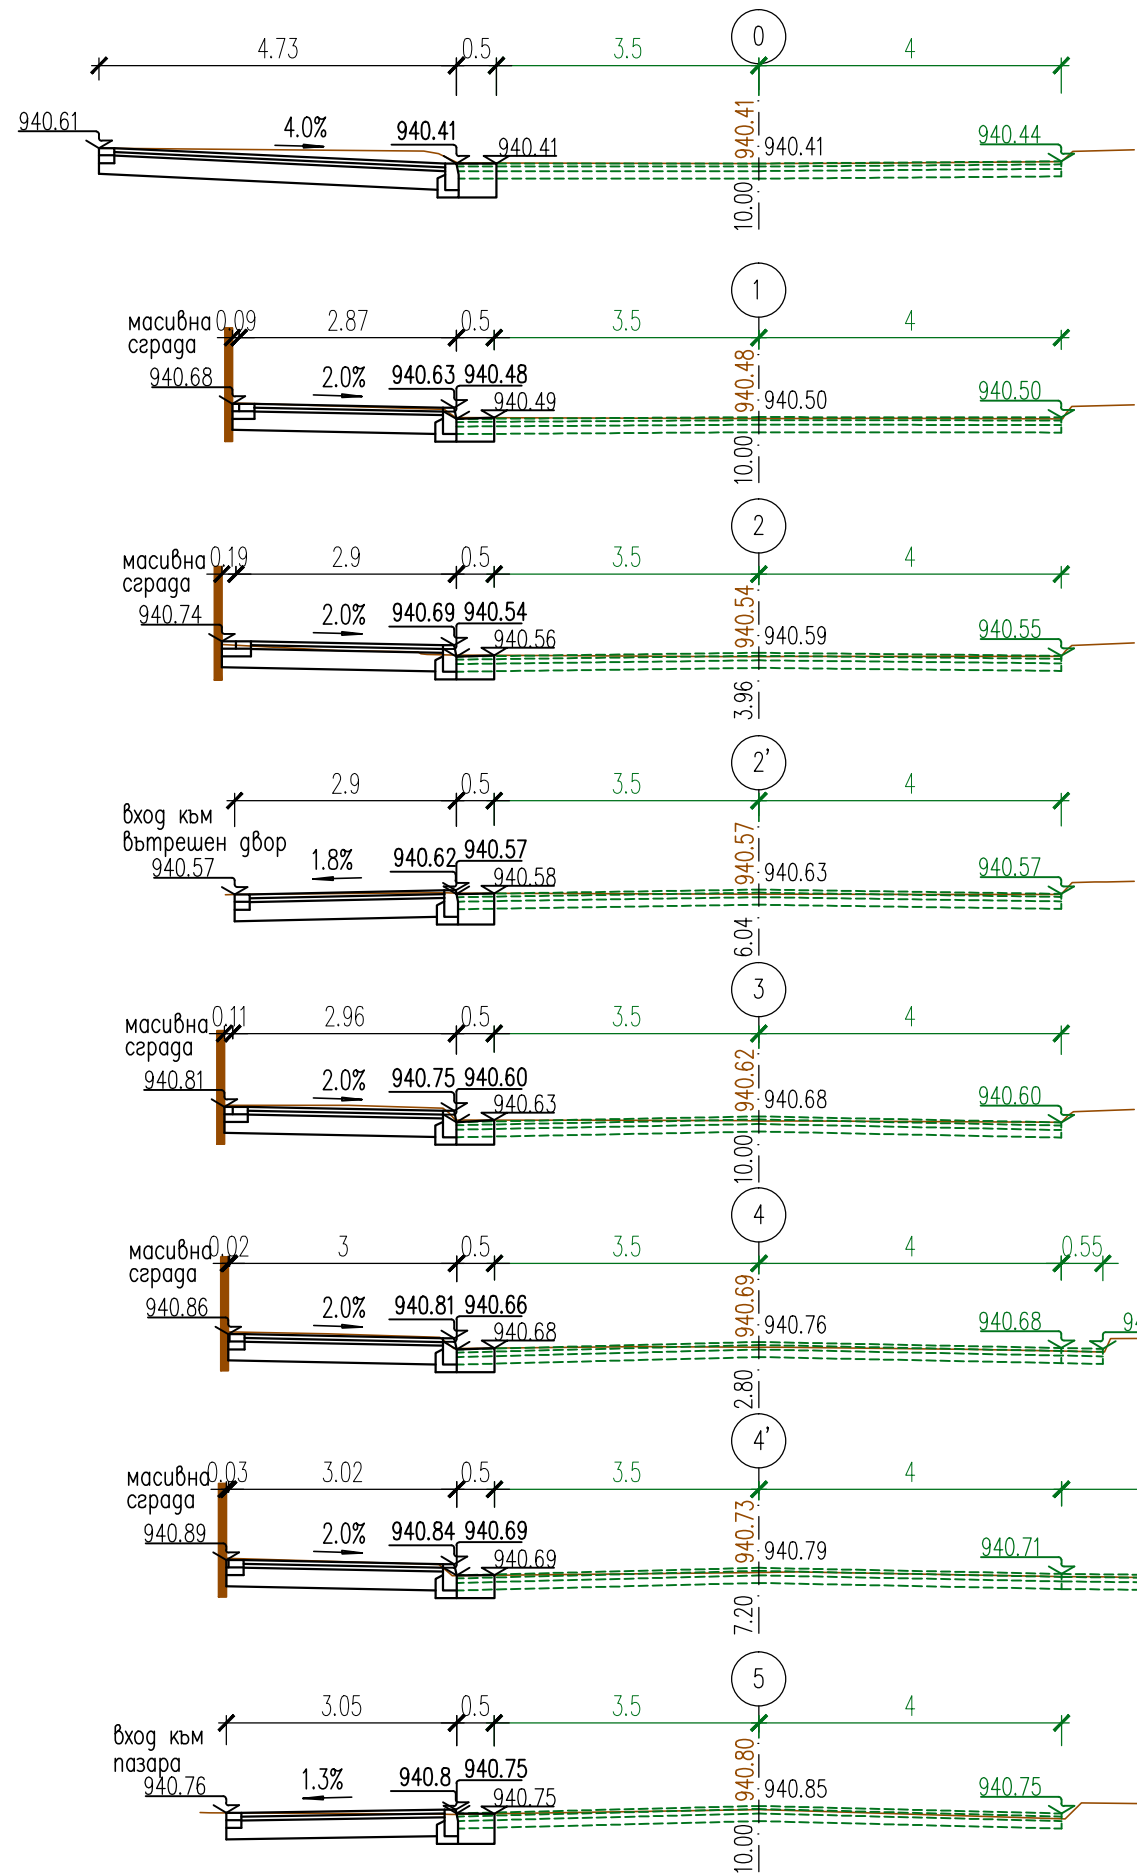 0
4.73 0.5 3.5 4
940.61 4.0% 940.41 940.41 940.41 940.41 940.44
10.00
1
масивна 0.09 2.87 0.5 3.5 4
сграда
940.68 2.0% 940.63 940.48 940.49 940.48 940.50 940.50
10.00
2
масивна 0.19 2.9 0.5 3.5 4
сграда
940.74 2.0% 940.69 940.54 940.56 940.54 940.59 940.55
3.96
2'
2.9 0.5 3.5 4
вход към
вътрешен двор
940.57 1.8% 940.62 940.57 940.58 940.57 940.63 940.57
6.04
3
масивна 0.11 2.96 0.5 3.5 4
сграда
940.81 2.0% 940.75 940.60 940.63 940.62 940.68 940.60
10.00
4
масивна 0.02 3 0.5 3.5 4 0.55
сграда
940.86 2.0% 940.81 940.66 940.68 940.69 940.76 940.68
2.80
4'
масивна 0.03 3.02 0.5 3.5 4
сграда
940.89 2.0% 940.84 940.69 940.69 940.73 940.79 940.71
7.20
5
3.05 0.5 3.5 4
вход към
пазара
940.76 1.3% 940.8 940.75 940.75 940.80 940.85 940.75
10.00